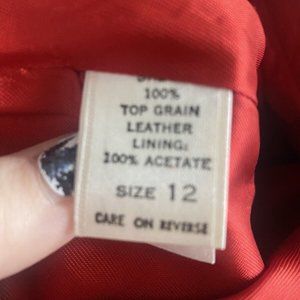 100%
TOP GRAIN
LEATHER
LINING:
100% ACETATE
SIZE 12
CARE ON REVERSE